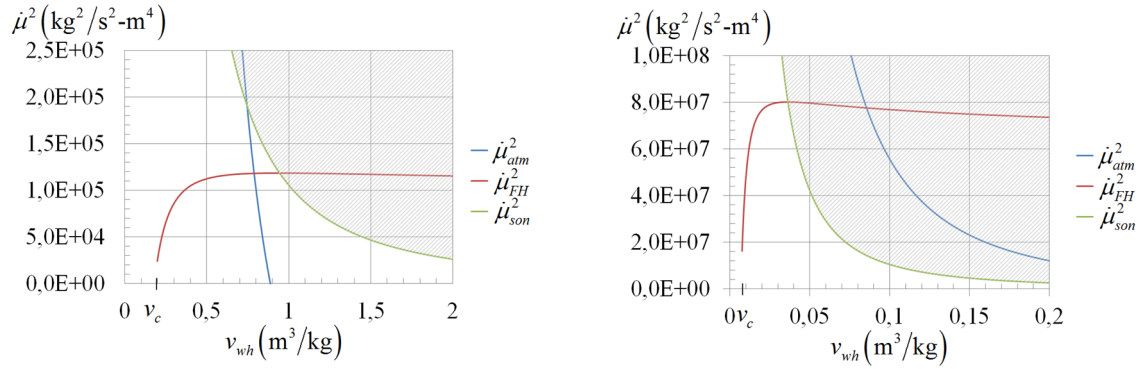 μ̇² (kg²/s²-m⁴)
2,5E+05
2,0E+05
1,5E+05
1,0E+05
5,0E+04
0,0E+00
0 v_c 0,5 1 1,5 2
v_wh (m³/kg)
μ̇²_atm
μ̇²_FH
μ̇²_son
μ̇² (kg²/s²-m⁴)
1,0E+08
8,0E+07
6,0E+07
4,0E+07
2,0E+07
0,0E+00
0 v_c 0,05 0,1 0,15 0,2
v_wh (m³/kg)
μ̇²_atm
μ̇²_FH
μ̇²_son